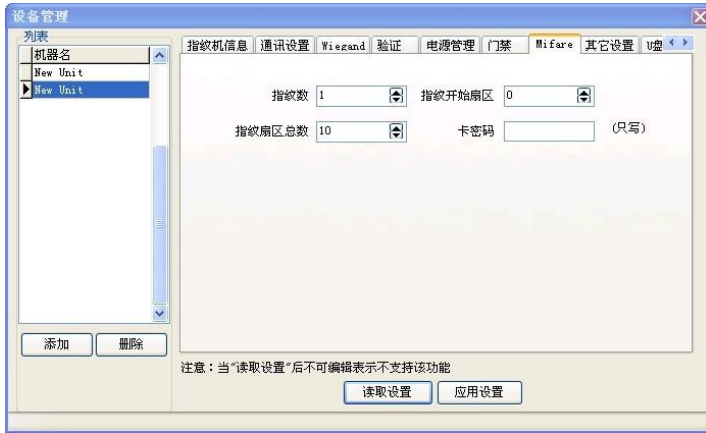 设备管理
列表
机器名
New Unit
New Unit
添加 删除
指纹机信息 通讯设置 Wiegand 验证 电源管理 门禁 Mifare 其它设置 U盘
指纹数 1 指纹开始扇区 0
指纹扇区总数 10 卡密码 (只写)
注意：当"读取设置"后不可编辑表示不支持该功能
读取设置 应用设置